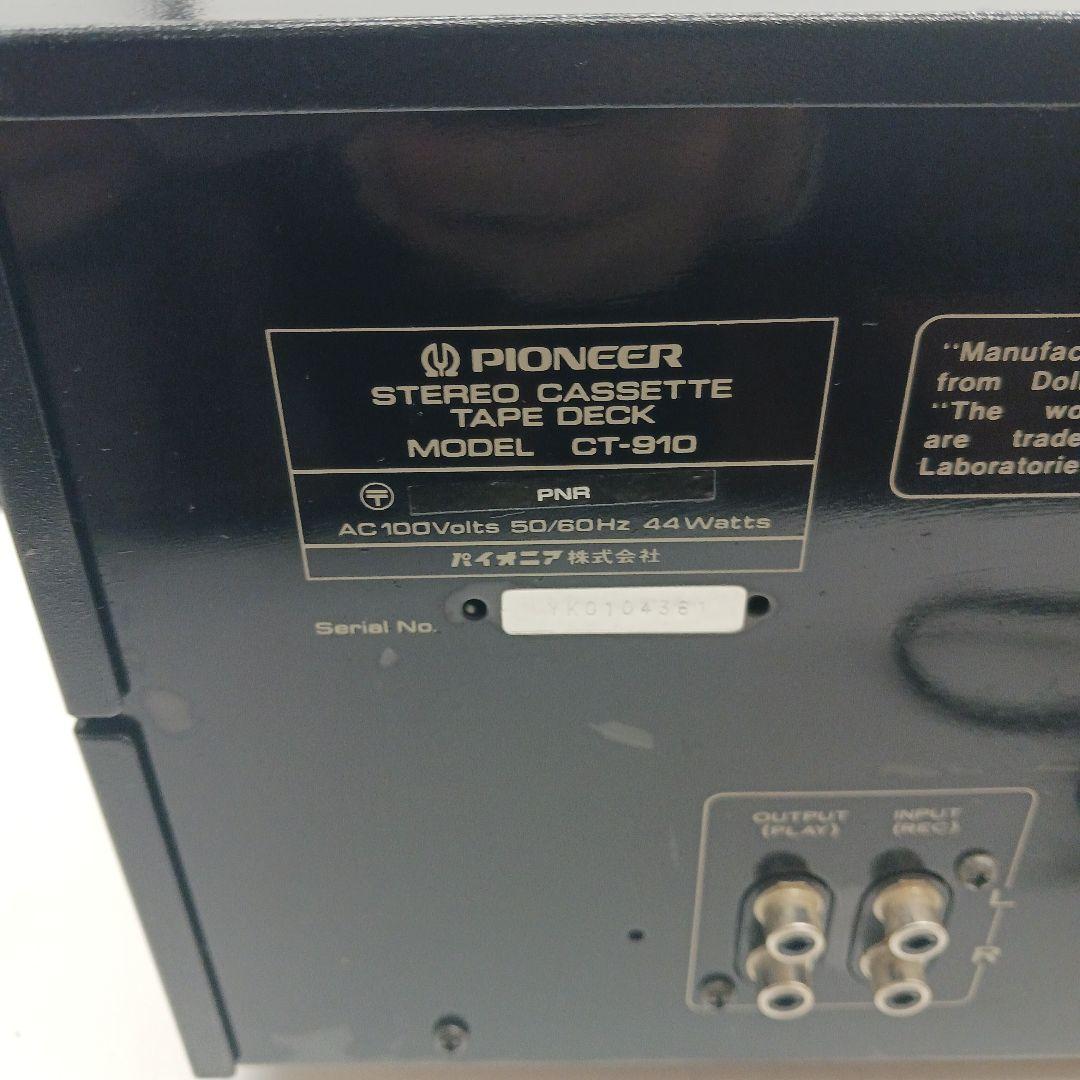 PIONEER
STEREO CASSETTE
TAPE DECK
MODEL CT-910
〒 PNR
AC100Volts 50/60Hz 44Watts
パイオニア株式会社
Serial No.
"Manufac
from Dol
"The wo
are trade
Laboratorie
OUTPUT
(PLAY)
INPUT
(REC)
L
R